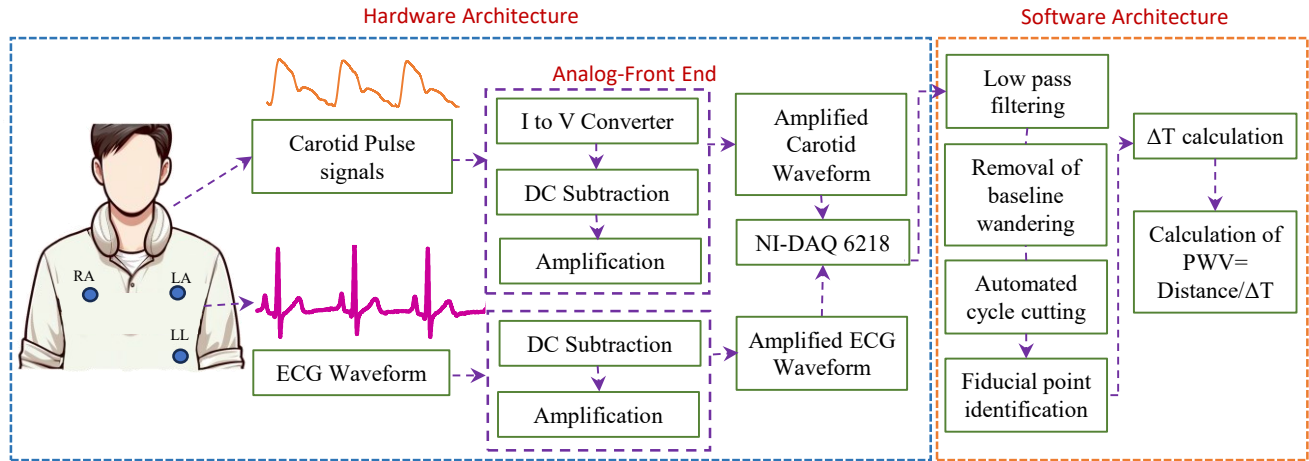 Hardware Architecture
Software Architecture
Analog-Front End
Carotid Pulse
signals
I to V Converter
DC Subtraction
Amplification
Amplified
Carotid
Waveform
NI-DAQ 6218
RA
LA
LL
ECG Waveform
DC Subtraction
Amplification
Amplified ECG
Waveform
Low pass
filtering
Removal of
baseline
wandering
Automated
cycle cutting
Fiducial point
identification
ΔT calculation
Calculation of
PWV=
Distance/ΔT